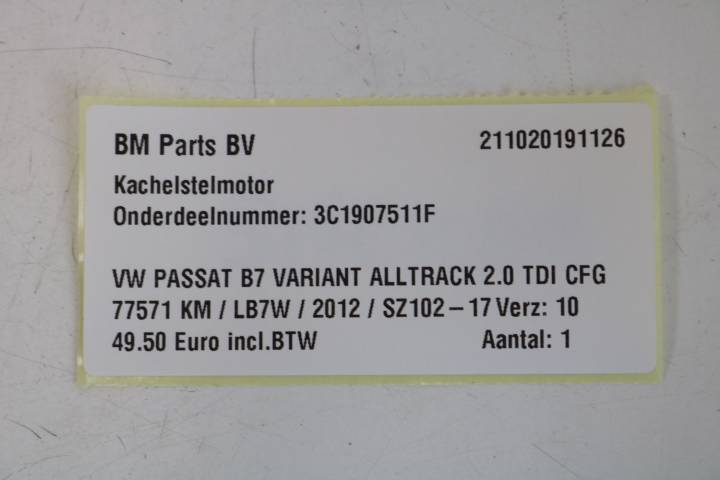 BM Parts BV 211020191126
Kachelstelmotor
Onderdeelnummer: 3C1907511F
VW PASSAT B7 VARIANT ALLTRACK 2.0 TDI CFG
77571 KM / LB7W / 2012 / SZ102-17 Verz: 10
49.50 Euro incl.BTW Aantal: 1